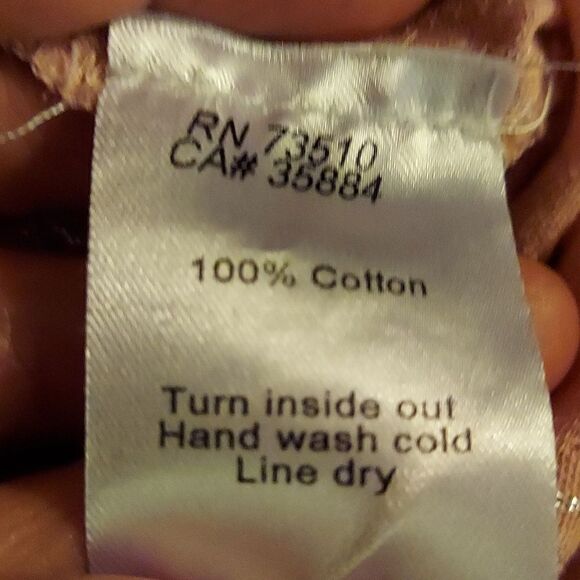 RN 73510
CA# 35884
100% Cotton
Turn inside out
Hand wash cold
Line dry